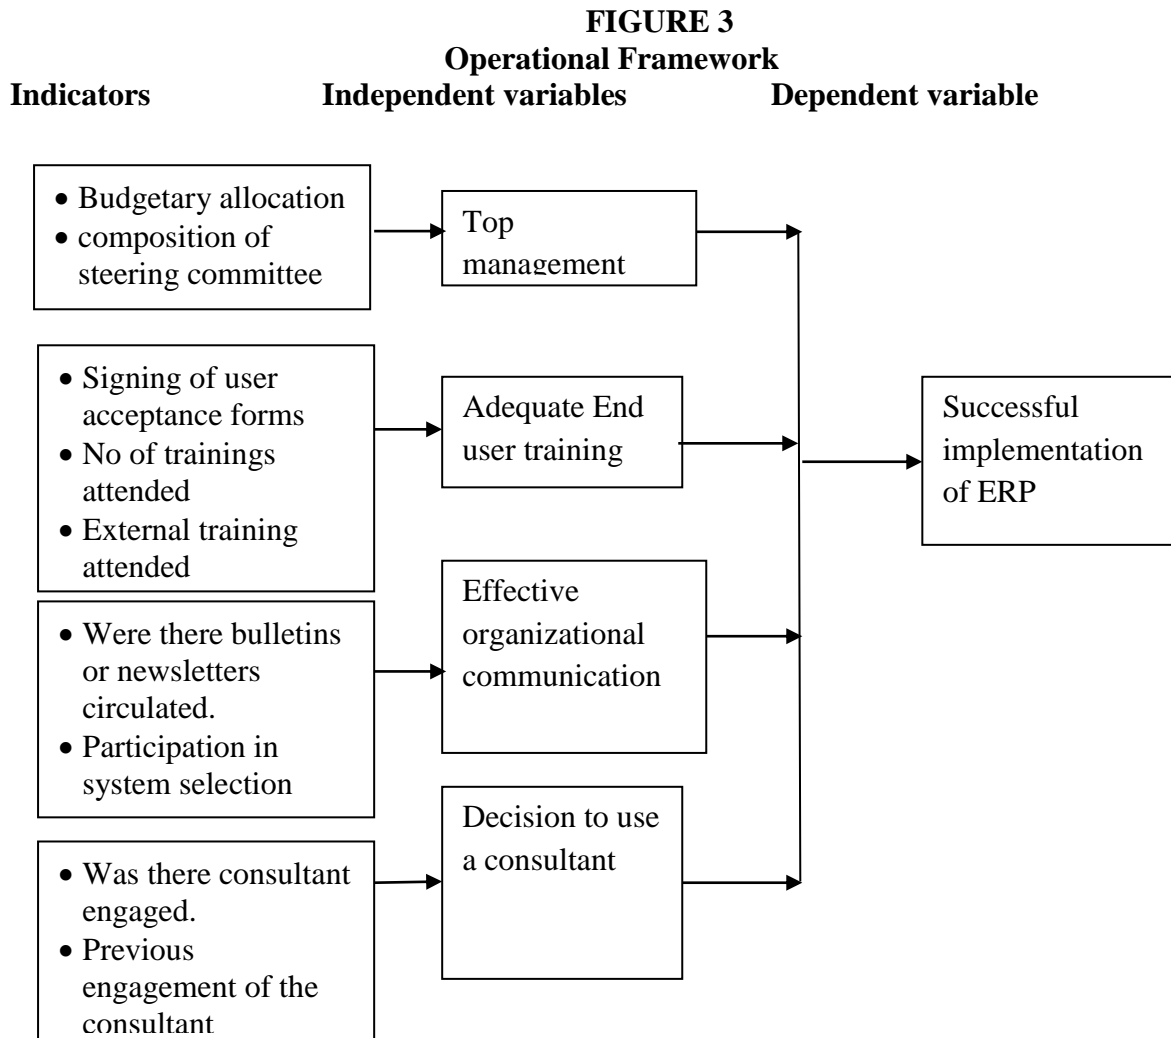 FIGURE 3
Operational Framework
Indicators Independent variables Dependent variable
• Budgetary allocation
• composition of
steering committee
Top
management
• Signing of user
acceptance forms
• No of trainings
attended
• External training
attended
Adequate End
user training
Successful
implementation
of ERP
• Were there bulletins
or newsletters
circulated.
• Participation in
system selection
Effective
organizational
communication
• Was there consultant
engaged.
• Previous
engagement of the
consultant
Decision to use
a consultant